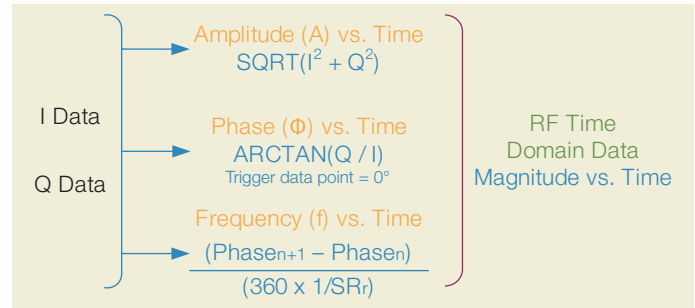 I Data
Q Data
Amplitude (A) vs. Time
SQRT(I² + Q²)
Phase (Φ) vs. Time
ARCTAN(Q / I)
Trigger data point = 0°
Frequency (f) vs. Time
(Phasen+1 – Phasen)
(360 x 1/SRr)
RF Time
Domain Data
Magnitude vs. Time